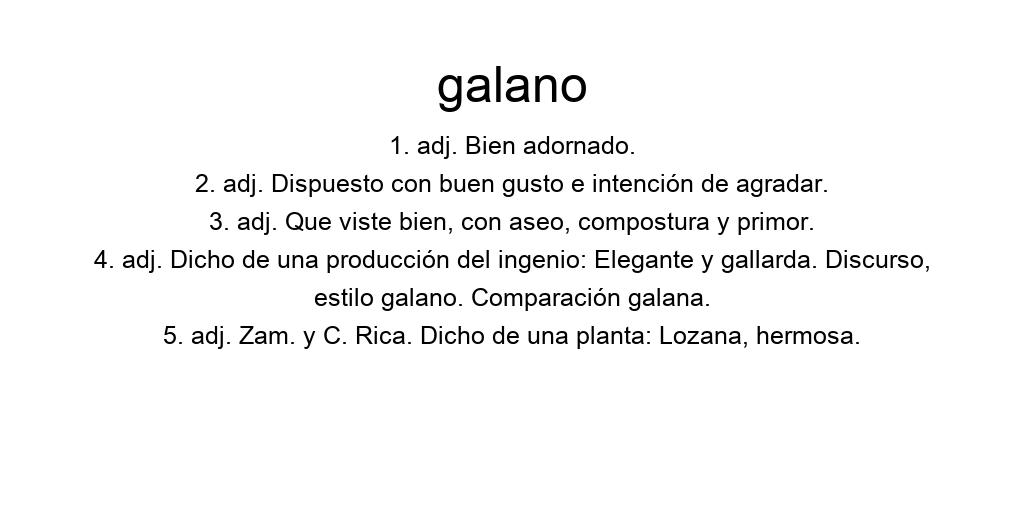 galano
1. adj. Bien adornado.
2. adj. Dispuesto con buen gusto e intención de agradar.
3. adj. Que viste bien, con aseo, compostura y primor.
4. adj. Dicho de una producción del ingenio: Elegante y gallarda. Discurso,
estilo galano. Comparación galana.
5. adj. Zam. y C. Rica. Dicho de una planta: Lozana, hermosa.